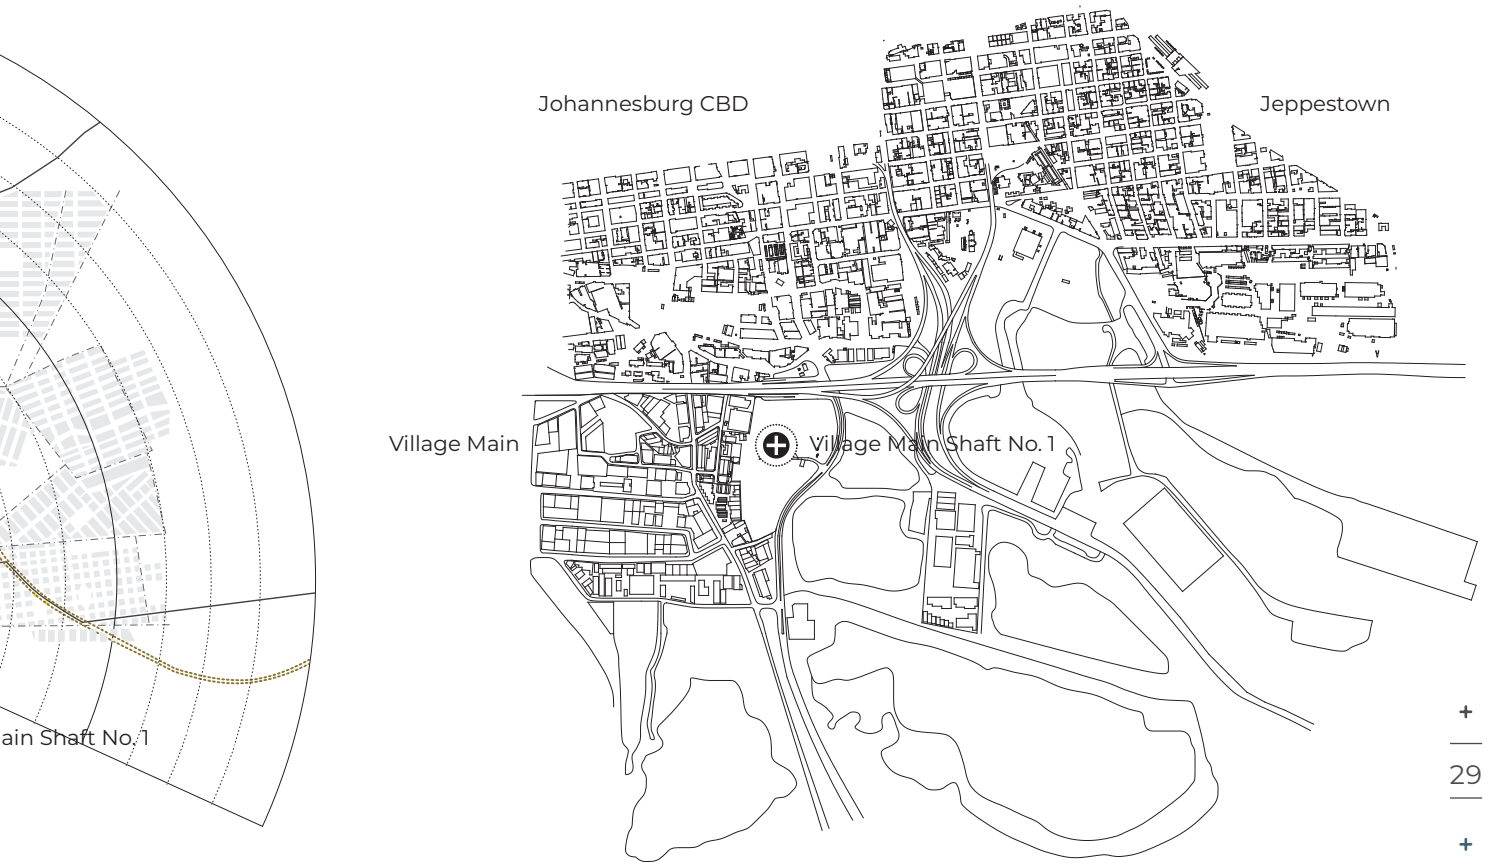 Johannesburg CBD
Jeppestown
Village Main
Village Main Shaft No. 1
ain Shaft No. 1
29